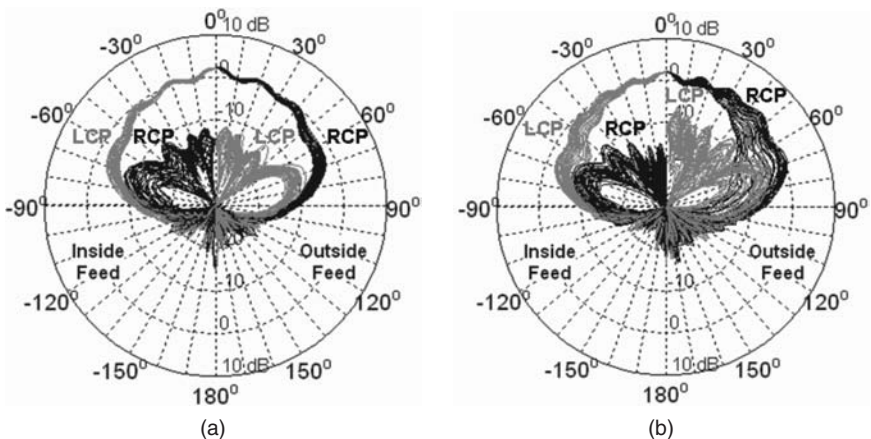 0° 10 dB
-30° 30°
-60° 60°
0
-10
LCP RCP LCP RCP
-90° 90°
Inside Feed
Outside Feed
-10
0
10 dB
-120° 120°
-150° 150°
180°
(a)
0° 10 dB
-30° 30°
-60° 60°
0
LCP
RCP
LCP
RCP
-90° 90°
Inside Feed
Outside Feed
-10
0
10 dB
-120° 120°
-150° 150°
180°
(b)